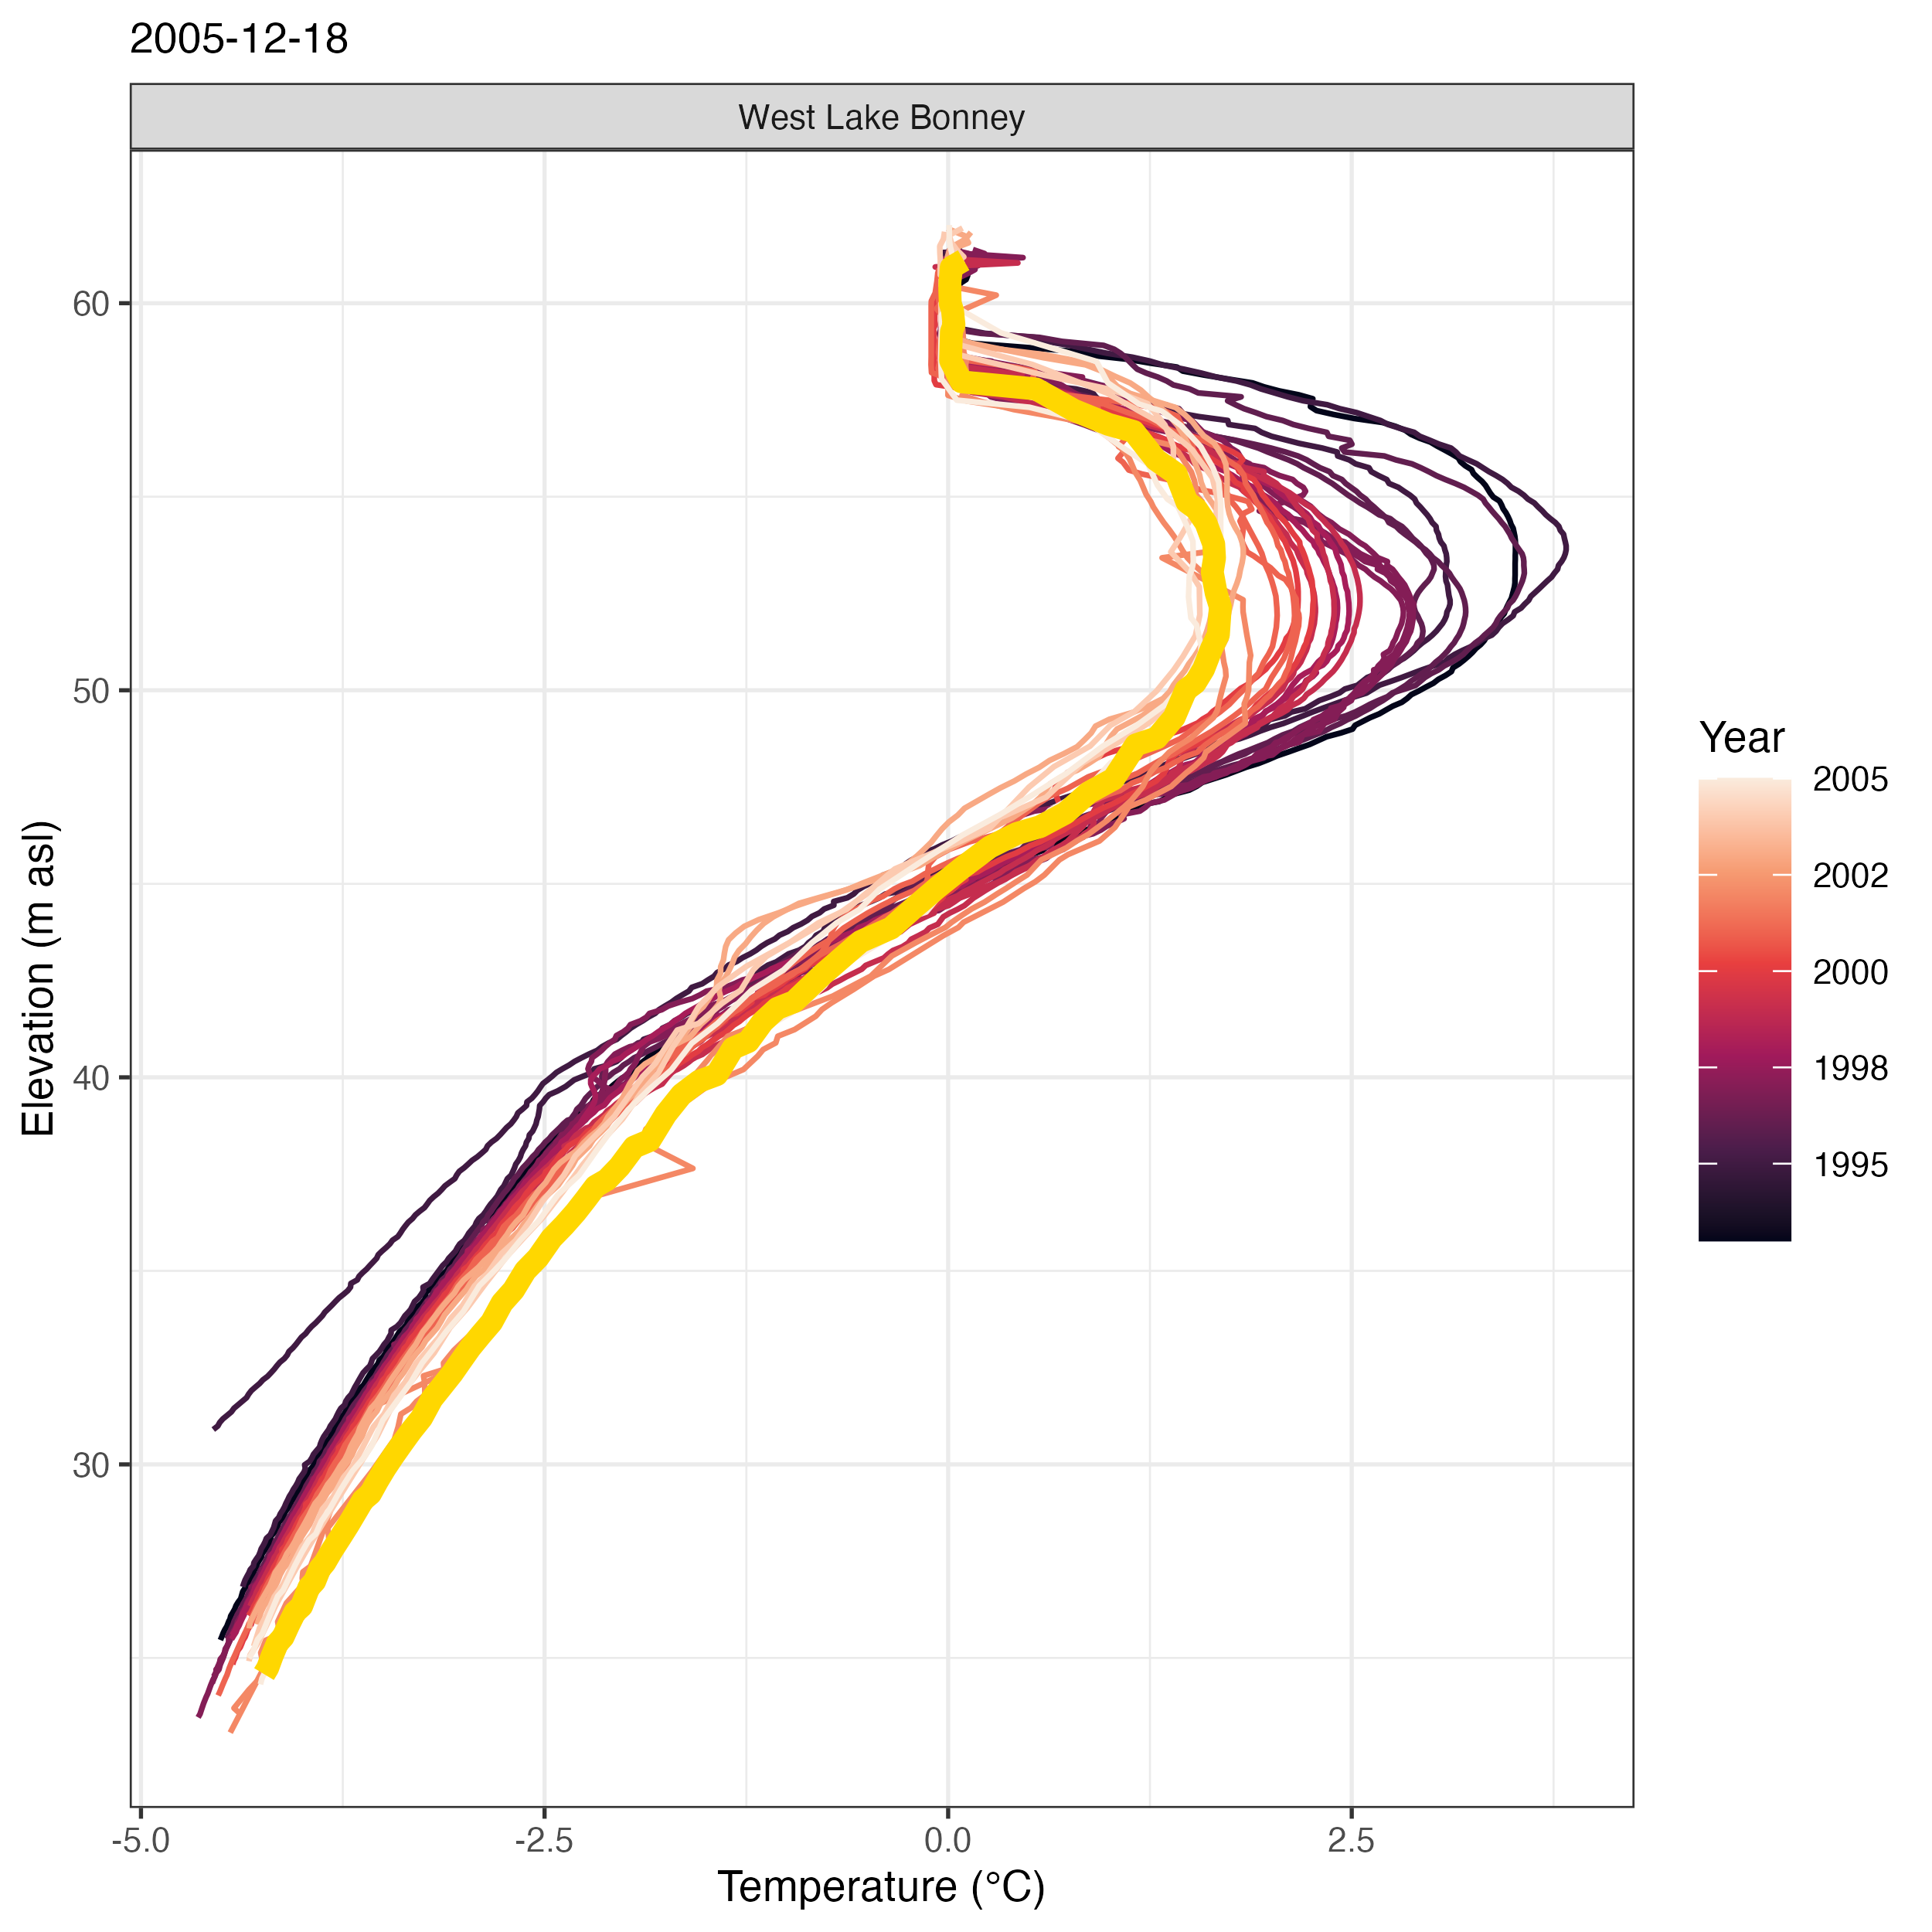 2005-12-18
West Lake Bonney
60
50
40
30
Elevation (m asl)
-5.0 -2.5 0.0 2.5
Temperature (°C)
Year
2005
2002
2000
1998
1995